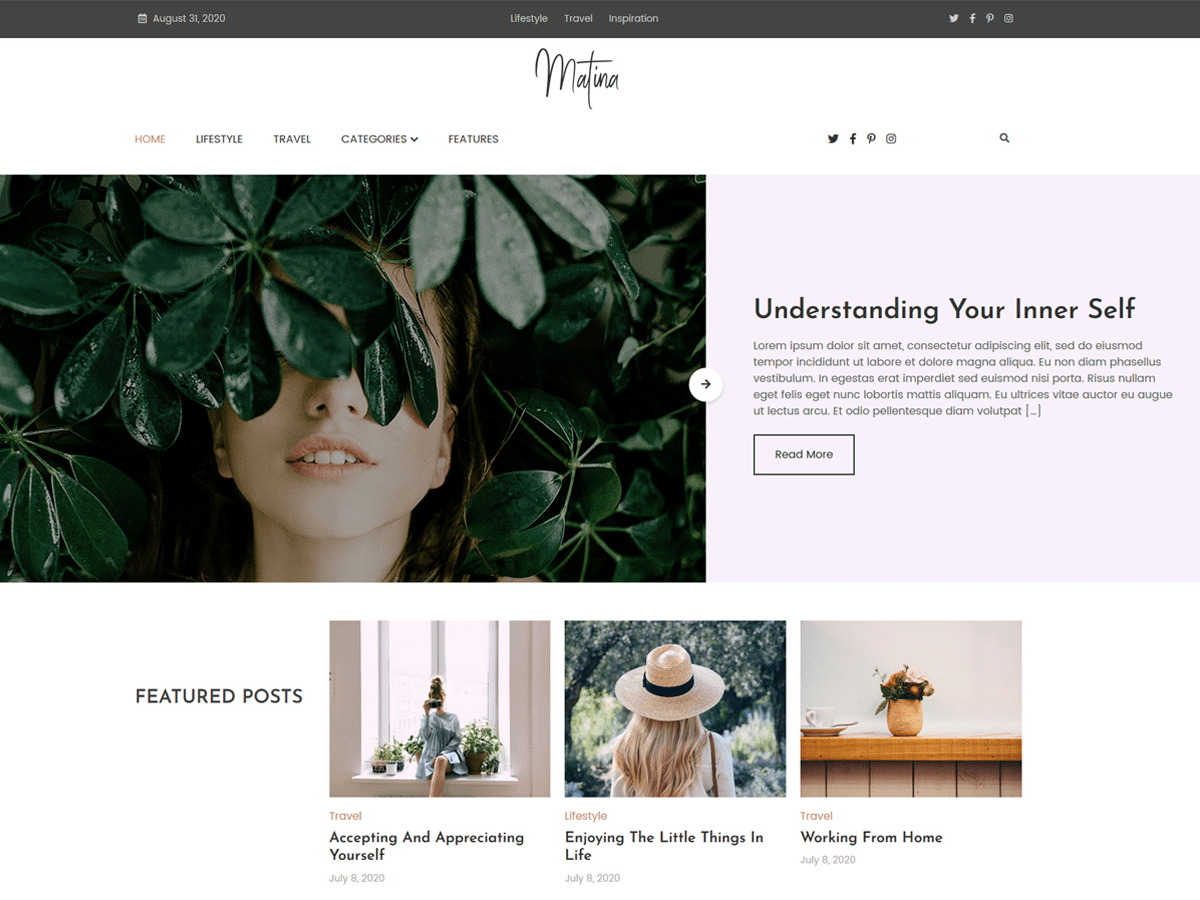 August 31, 2020
Lifestyle Travel Inspiration
Matina
HOME LIFESTYLE TRAVEL CATEGORIES FEATURES
Understanding Your Inner Self
Lorem ipsum dolor sit amet, consectetur adipiscing elit, sed do eiusmod
tempor incididunt ut labore et dolore magna aliqua. Eu non diam phasellus
vestibulum. In egestas erat imperdiet sed euismod nisi porta. Risus nullam
eget felis eget nunc lobortis mattis aliquam. Eu ultrices vitae auctor eu augue
ut lectus arcu. Et odio pellentesque diam volutpat [...]
Read More
FEATURED POSTS
Travel
Accepting And Appreciating
Yourself
July 8, 2020
Lifestyle
Enjoying The Little Things In
Life
July 8, 2020
Travel
Working From Home
July 8, 2020